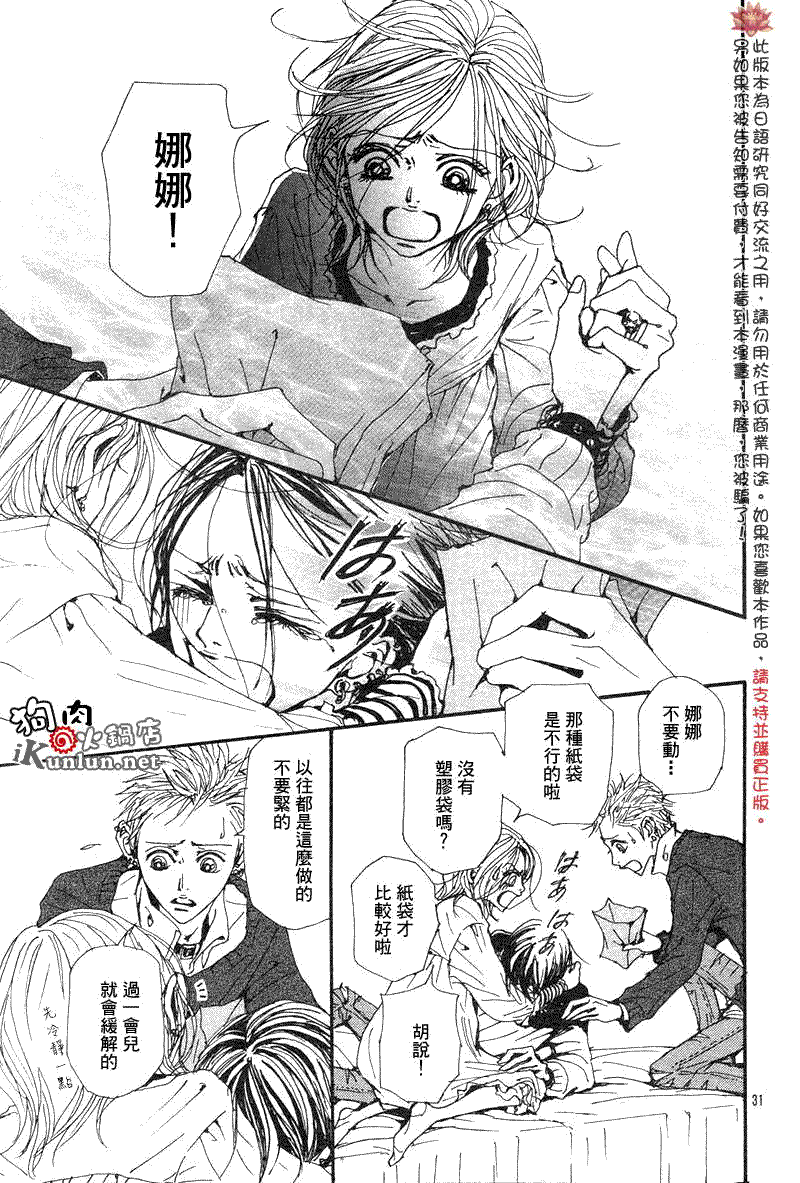 娜娜！
はあ
娜娜
不要動…
那種紙袋
是不行的啦
沒有
塑膠袋嗎？
紙袋才
比較好啦
はあ
はあ
胡說！
以往都是這麼做的
不要緊的
過一會兒
就會緩解的
先冷靜一點
31
狗肉
火鍋店
iKunlun.net
此版本為日語研究同好交流之用，請勿用於任何商業用途。如果您喜歡本作品，請支持並購買正版。
另如果您被告知需要付費，才能看到本漫畫，那麼，您被騙了！